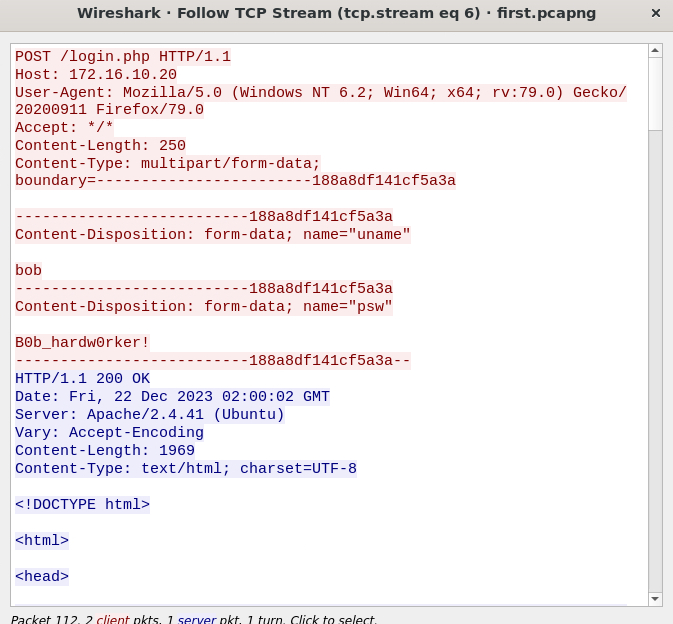 Wireshark · Follow TCP Stream (tcp.stream eq 6) · first.pcapng ×
POST /login.php HTTP/1.1
Host: 172.16.10.20
User-Agent: Mozilla/5.0 (Windows NT 6.2; Win64; x64; rv:79.0) Gecko/
20200911 Firefox/79.0
Accept: */*
Content-Length: 250
Content-Type: multipart/form-data;
boundary=------------------------188a8df141cf5a3a

--------------------------188a8df141cf5a3a
Content-Disposition: form-data; name="uname"

bob
--------------------------188a8df141cf5a3a
Content-Disposition: form-data; name="psw"

B0b_hardw0rker!
--------------------------188a8df141cf5a3a--
HTTP/1.1 200 OK
Date: Fri, 22 Dec 2023 02:00:02 GMT
Server: Apache/2.4.41 (Ubuntu)
Vary: Accept-Encoding
Content-Length: 1969
Content-Type: text/html; charset=UTF-8

<!DOCTYPE html>

<html>

<head>

Packet 112. 2 client pkts, 1 server pkt, 1 turn. Click to select.